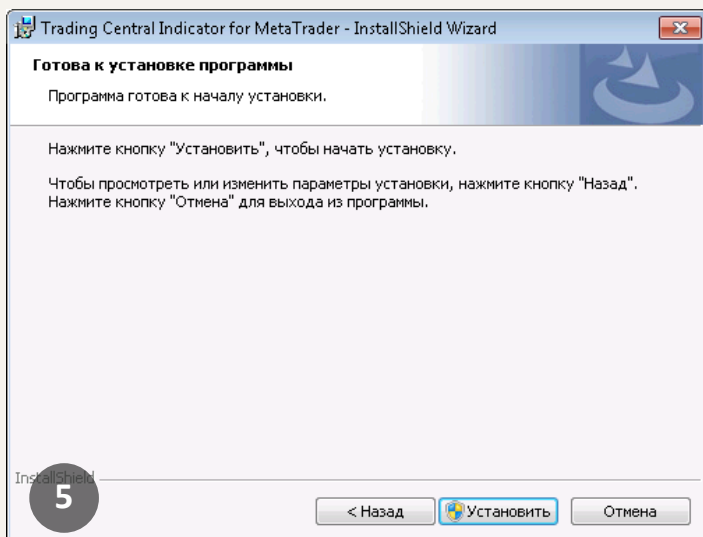 Trading Central Indicator for MetaTrader - InstallShield Wizard
Готова к установке программы
Программа готова к началу установки.
Нажмите кнопку "Установить", чтобы начать установку.
Чтобы просмотреть или изменить параметры установки, нажмите кнопку "Назад".
Нажмите кнопку "Отмена" для выхода из программы.
InstallShield
5
< Назад
Установить
Отмена